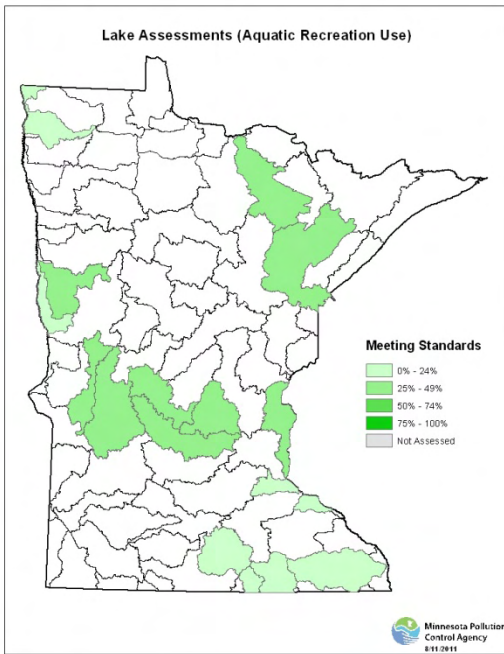 Lake Assessments (Aquatic Recreation Use)
Meeting Standards
0% - 24%
25% - 49%
50% - 74%
75% - 100%
Not Assessed
Minnesota Pollution
Control Agency
8/11/2011